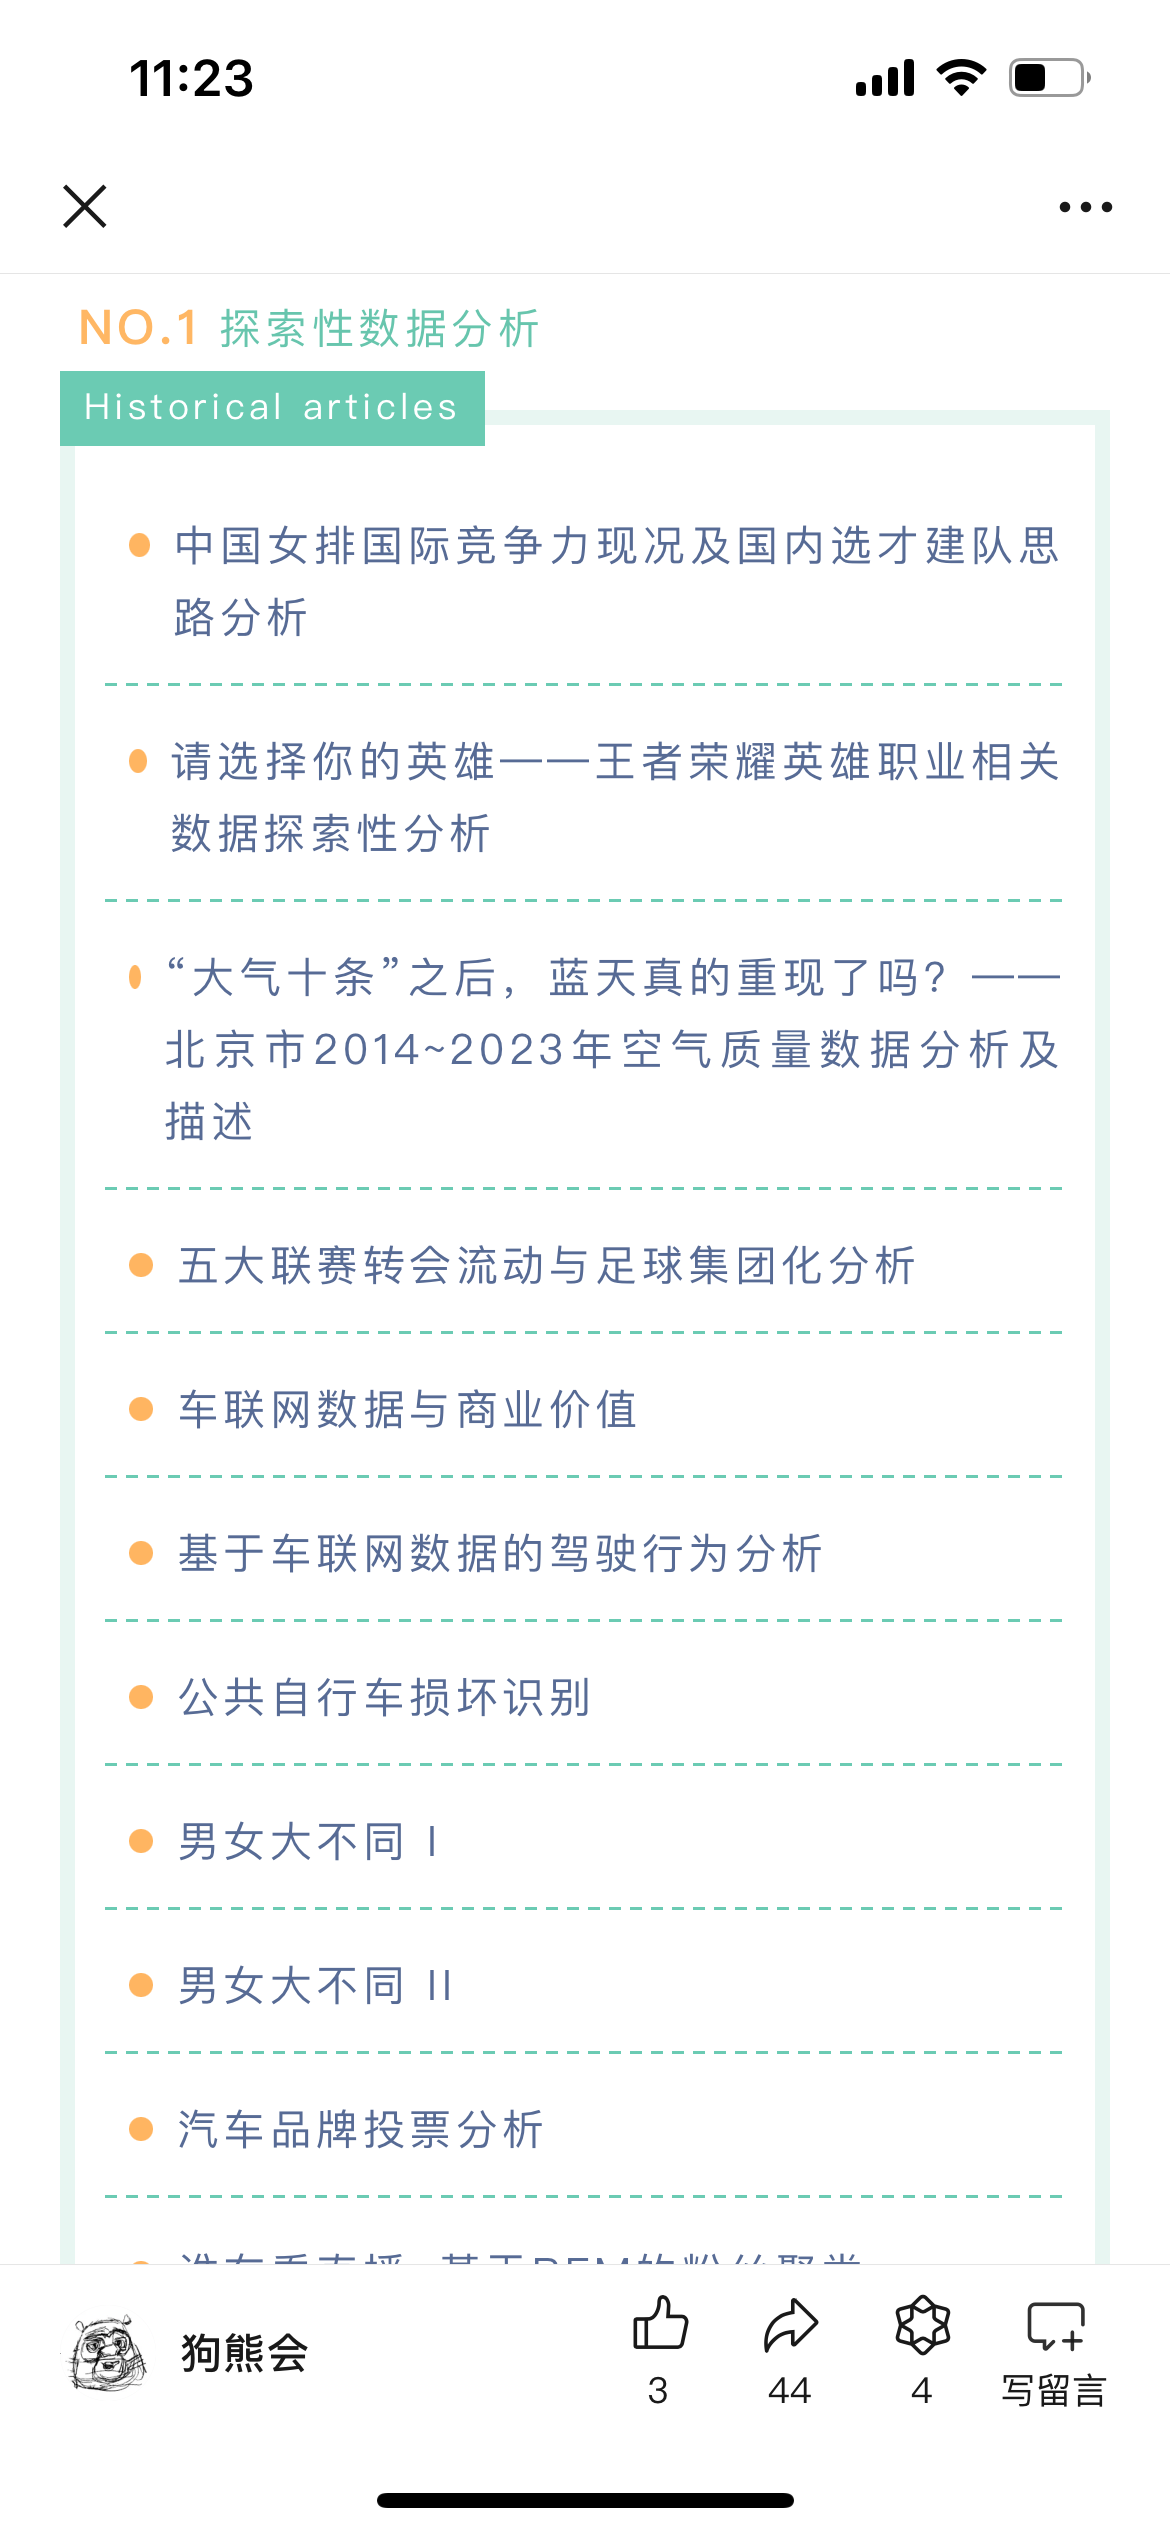 11:23
NO.1 探索性数据分析
Historical articles
中国女排国际竞争力现况及国内选才建队思
路分析
请选择你的英雄——王者荣耀英雄职业相关
数据探索性分析
“大气十条”之后，蓝天真的重现了吗？——
北京市2014~2023年空气质量数据分析及
描述
五大联赛转会流动与足球集团化分析
车联网数据与商业价值
基于车联网数据的驾驶行为分析
公共自行车损坏识别
男女大不同 I
男女大不同 II
汽车品牌投票分析
狗熊会
3
44
4
写留言